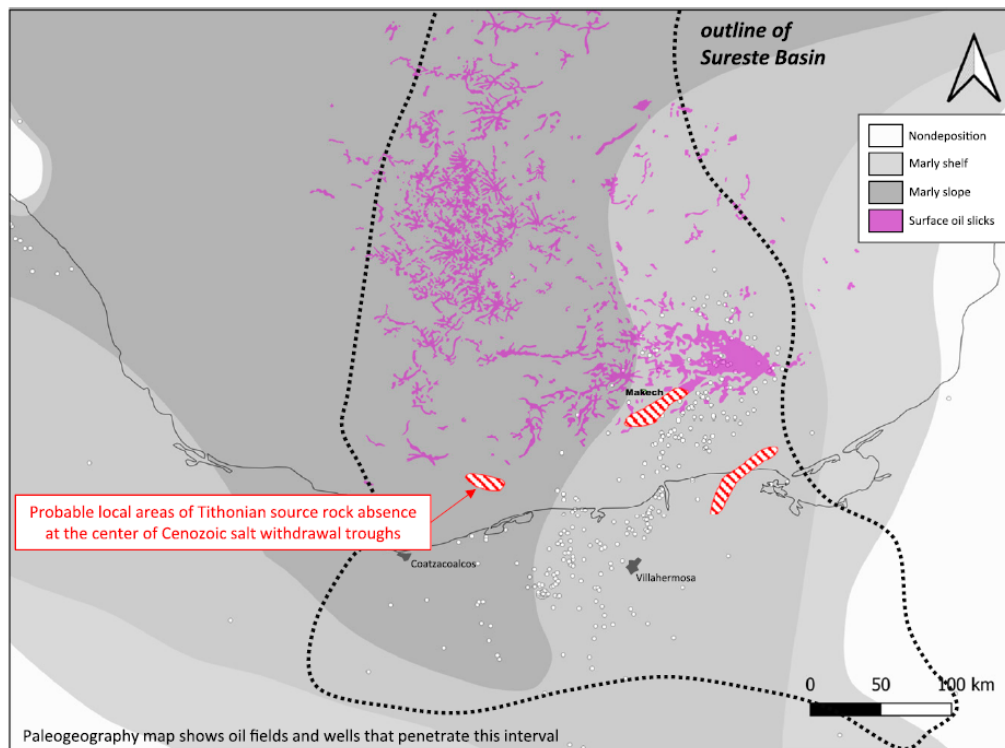 outline of
Sureste Basin
Nondeposition
Marly shelf
Marly slope
Surface oil slicks
Makech
Probable local areas of Tithonian source rock absence
at the center of Cenozoic salt withdrawal troughs
Coatzacoalcos
Villahermosa
0 50 100 km
Paleogeography map shows oil fields and wells that penetrate this interval